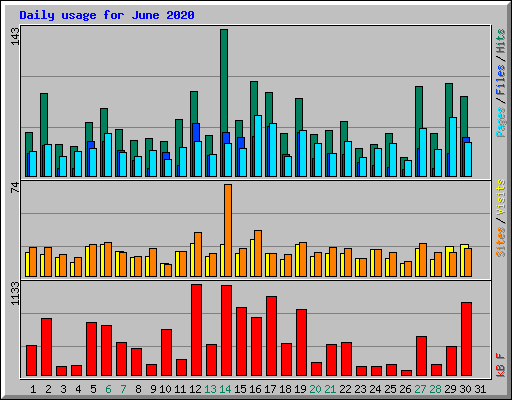 Daily usage for June 2020
143
Pages / Files / Hits
74
Sites / Visits
1133
kB F
1 2 3 4 5 6 7 8 9 10 11 12 13 14 15 16 17 18 19 20 21 22 23 24 25 26 27 28 29 30 31